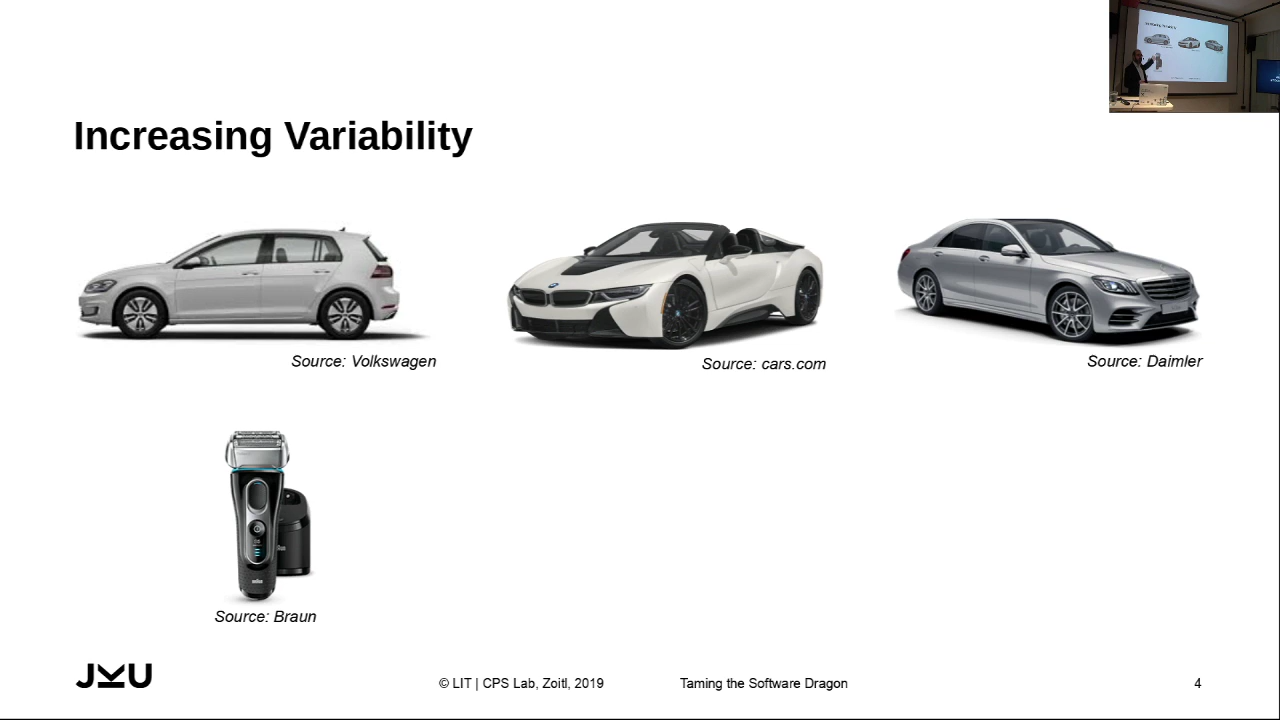 Increasing Variability
Source: Volkswagen
Source: cars.com
Source: Daimler
Source: Braun
JKU
© LIT | CPS Lab, Zoitl, 2019
Taming the Software Dragon
4